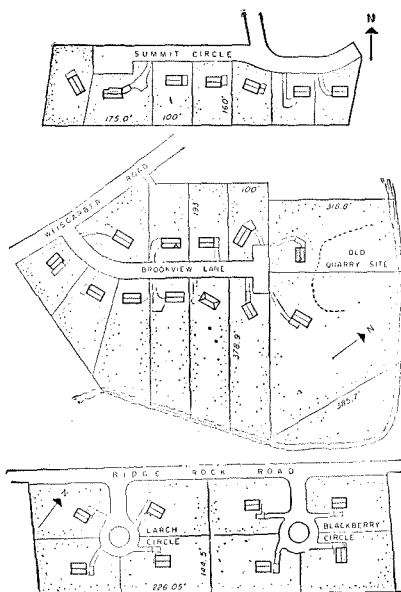 N
SUMMIT CIRCLE
175.0'
100'
160'
WIISCARBEN ROAD
193
100'
318.8'
BROOKVIEW LANE
OLD
QUARRY SITE
378.9'
N
385.7'
RIDGE ROCK ROAD
N
LARCH
CIRCLE
BLACKBERRY
CIRCLE
144.5'
226.05'